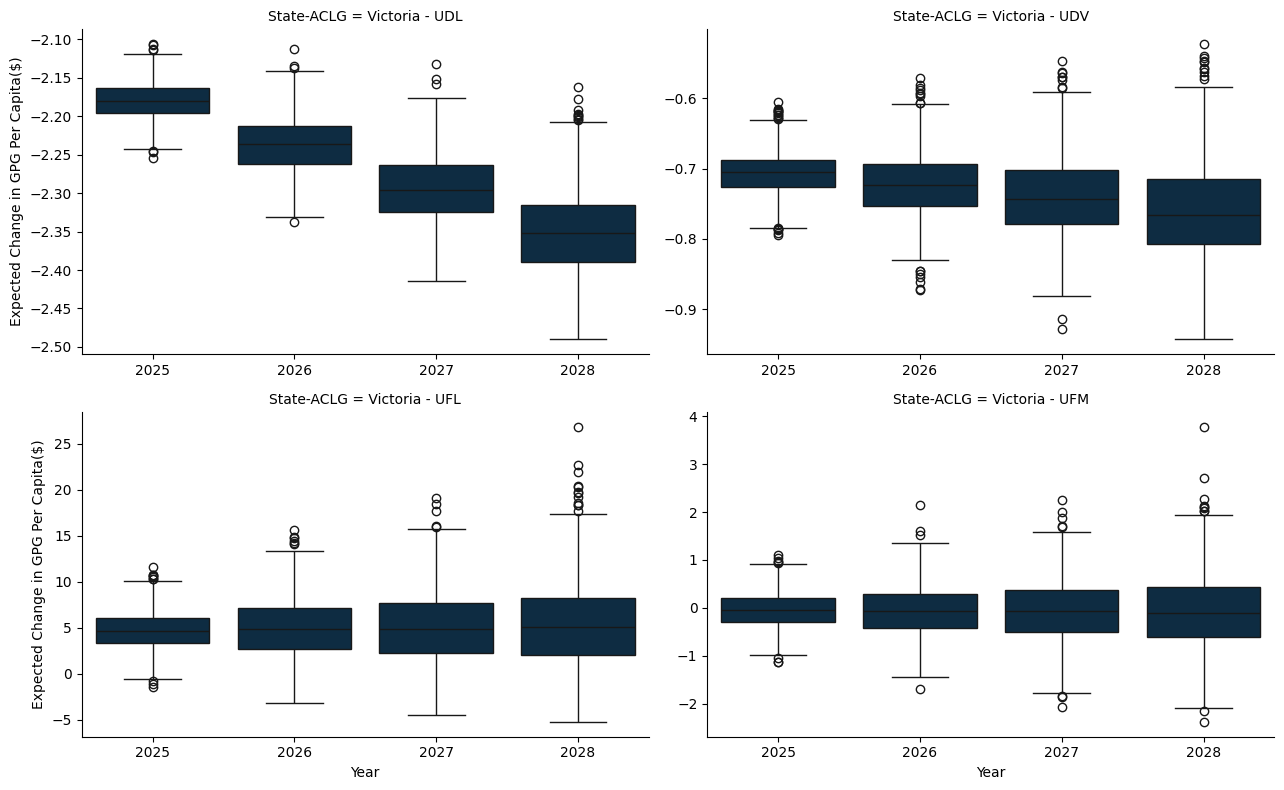 State-ACLG = Victoria - UDL
Expected Change in GPG Per Capita($)
−2.10
−2.15
−2.20
−2.25
−2.30
−2.35
−2.40
−2.45
−2.50
2025 2026 2027 2028
State-ACLG = Victoria - UDV
−0.6
−0.7
−0.8
−0.9
2025 2026 2027 2028
State-ACLG = Victoria - UFL
Expected Change in GPG Per Capita($)
25
20
15
10
5
0
−5
2025 2026 2027 2028
Year
State-ACLG = Victoria - UFM
4
3
2
1
0
−1
−2
2025 2026 2027 2028
Year